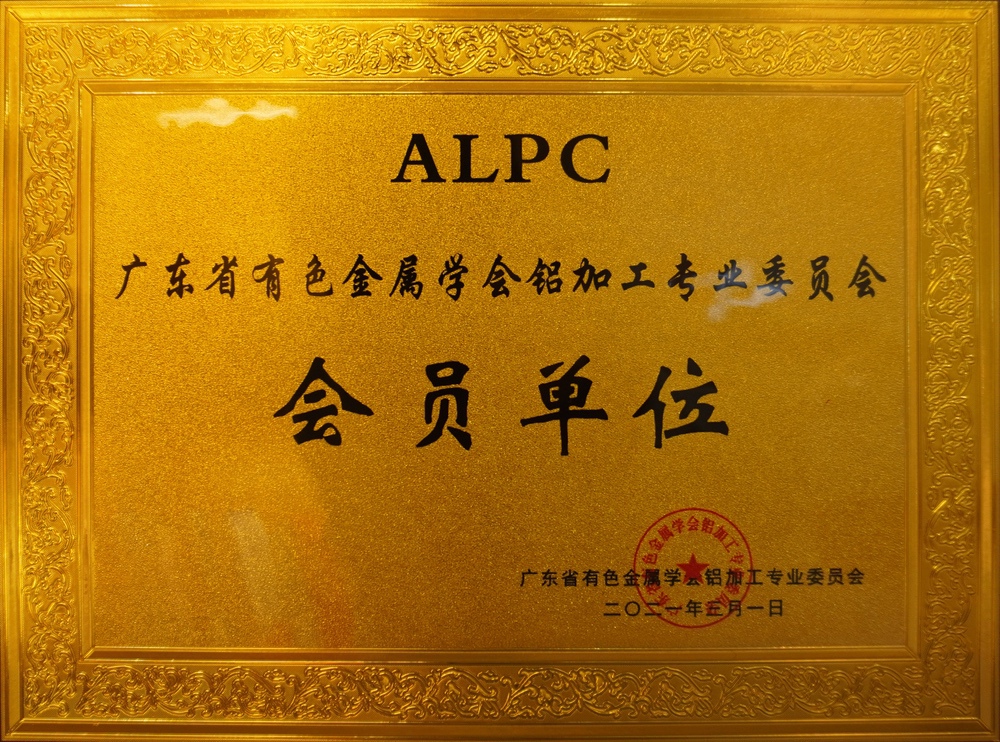 ALPC
广东省有色金属学会铝加工专业委员会
会员单位
广东省有色金属学会铝加工专业委员会
二〇二一年三月一日